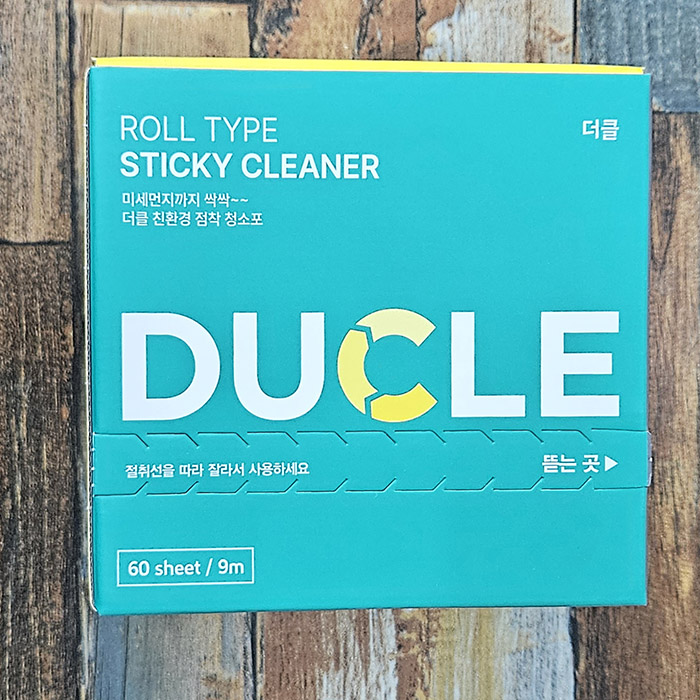 ROLL TYPE
더클
STICKY CLEANER
미세먼지까지 싹싹~~
더클 친환경 점착 청소포
DUCLE
절취선을 따라 잘라서 사용하세요
뜯는 곳▶
60 sheet / 9m